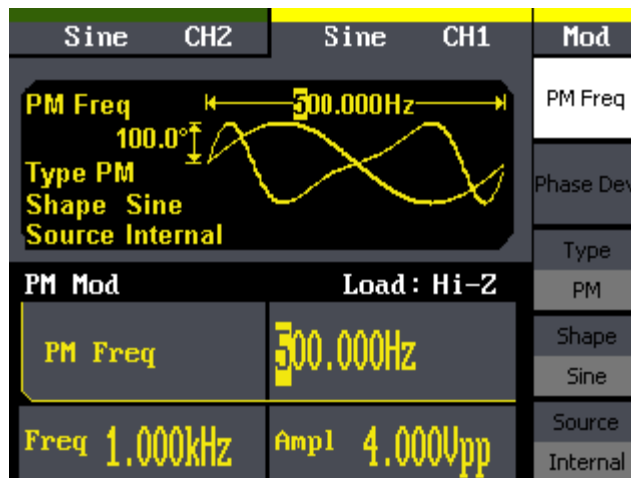 Sine CH2 Sine CH1 Mod
PM Freq 500.000Hz
100.0°
Type PM
Shape Sine
Source Internal
PM Mod Load: Hi-Z
PM Freq 500.000Hz
Freq 1.000kHz Ampl 4.000Vpp
PM Freq
Phase Dev
Type
PM
Shape
Sine
Source
Internal